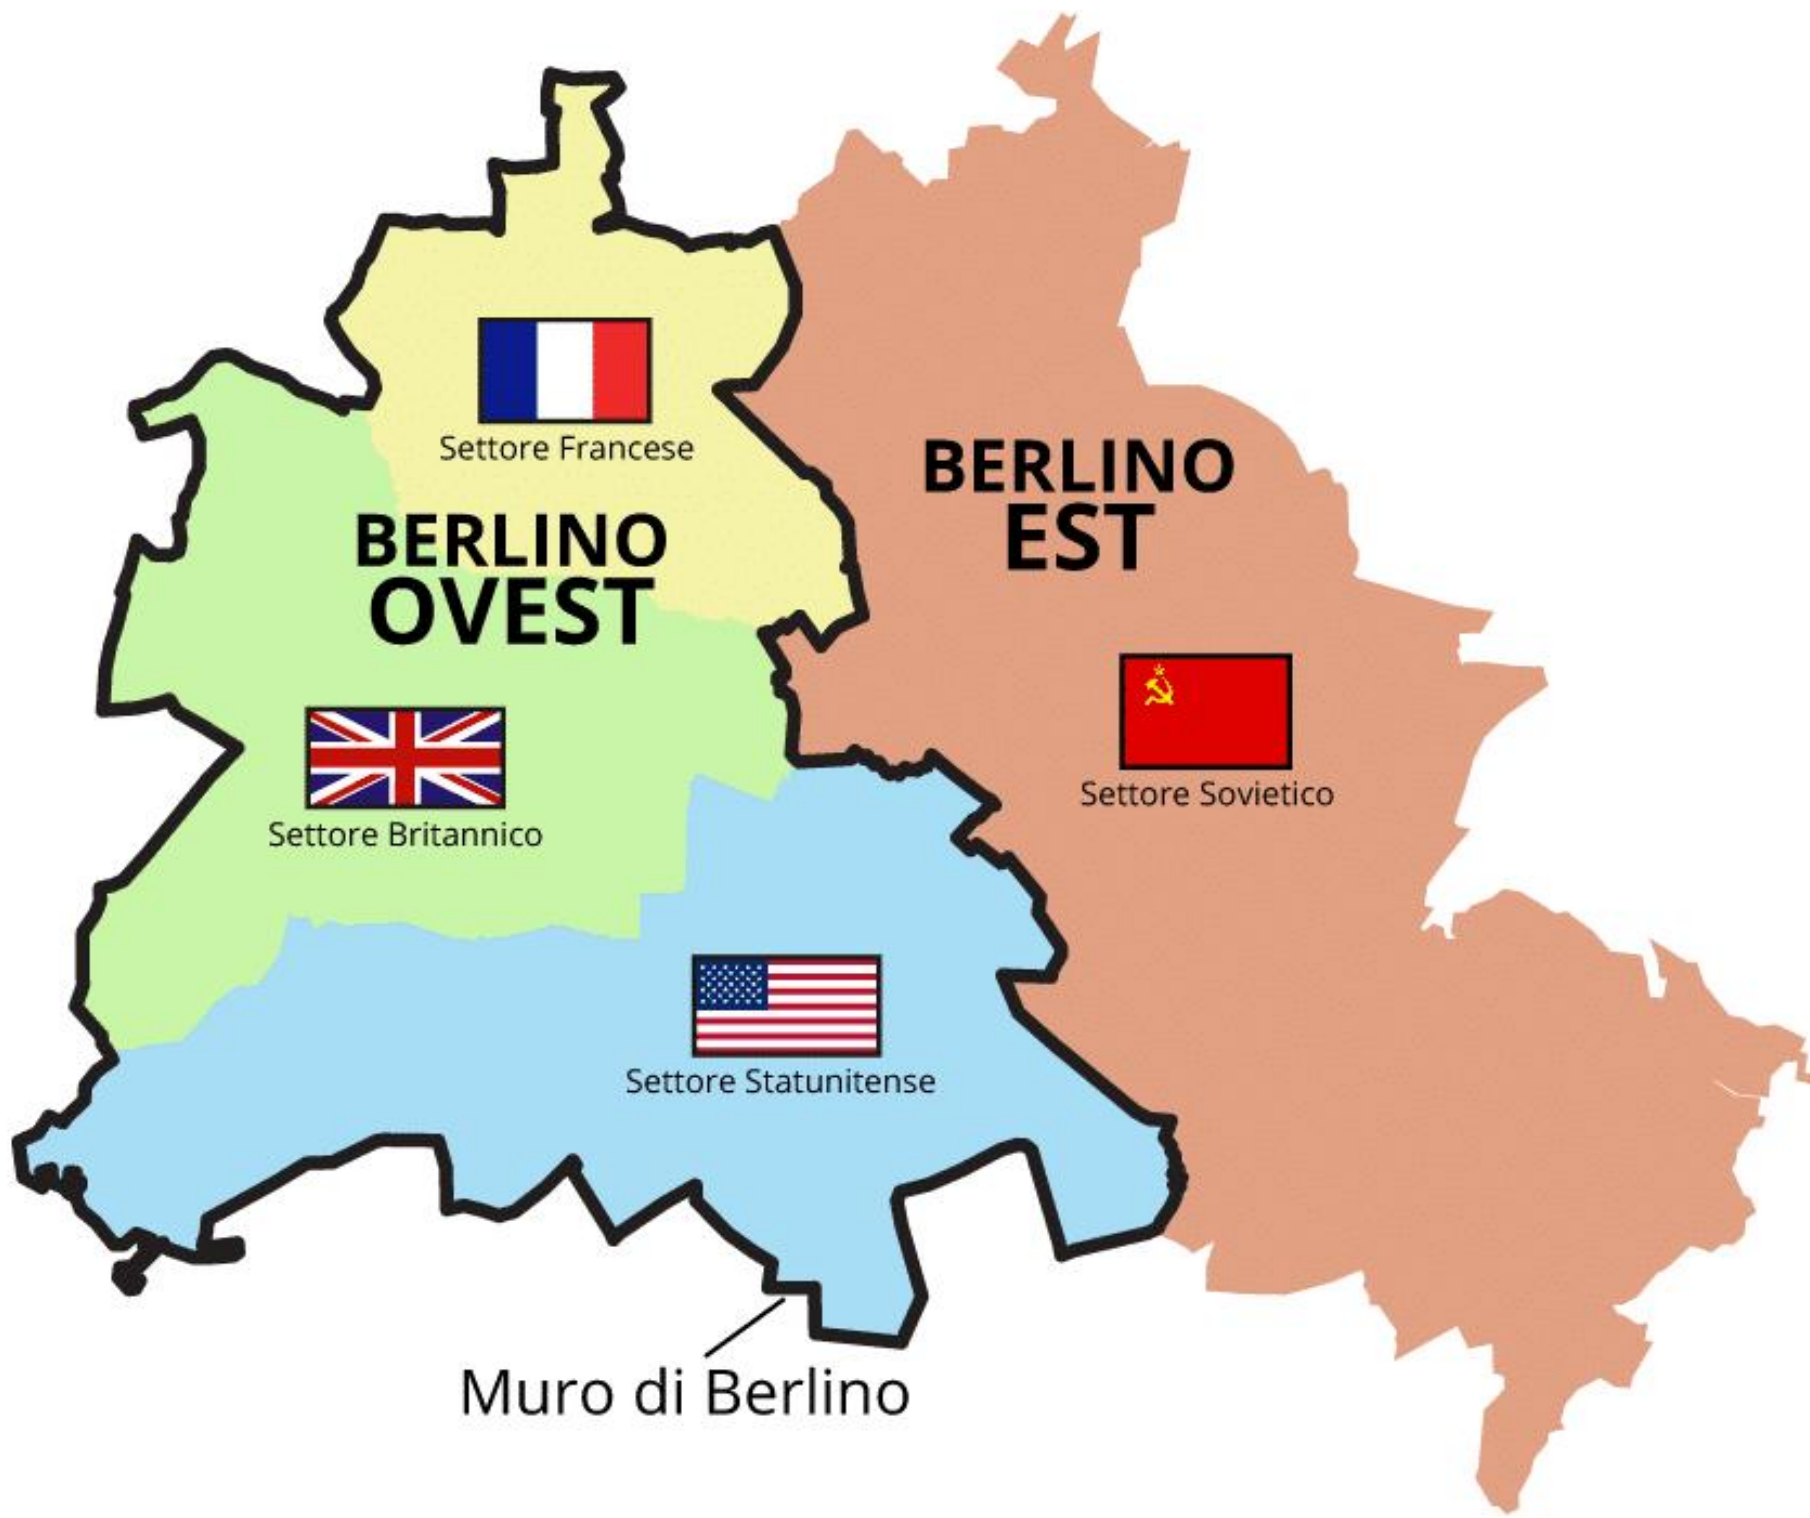 Settore Francese
BERLINO
OVEST
BERLINO
EST
Settore Britannico
Settore Sovietico
Settore Statunitense
Muro di Berlino